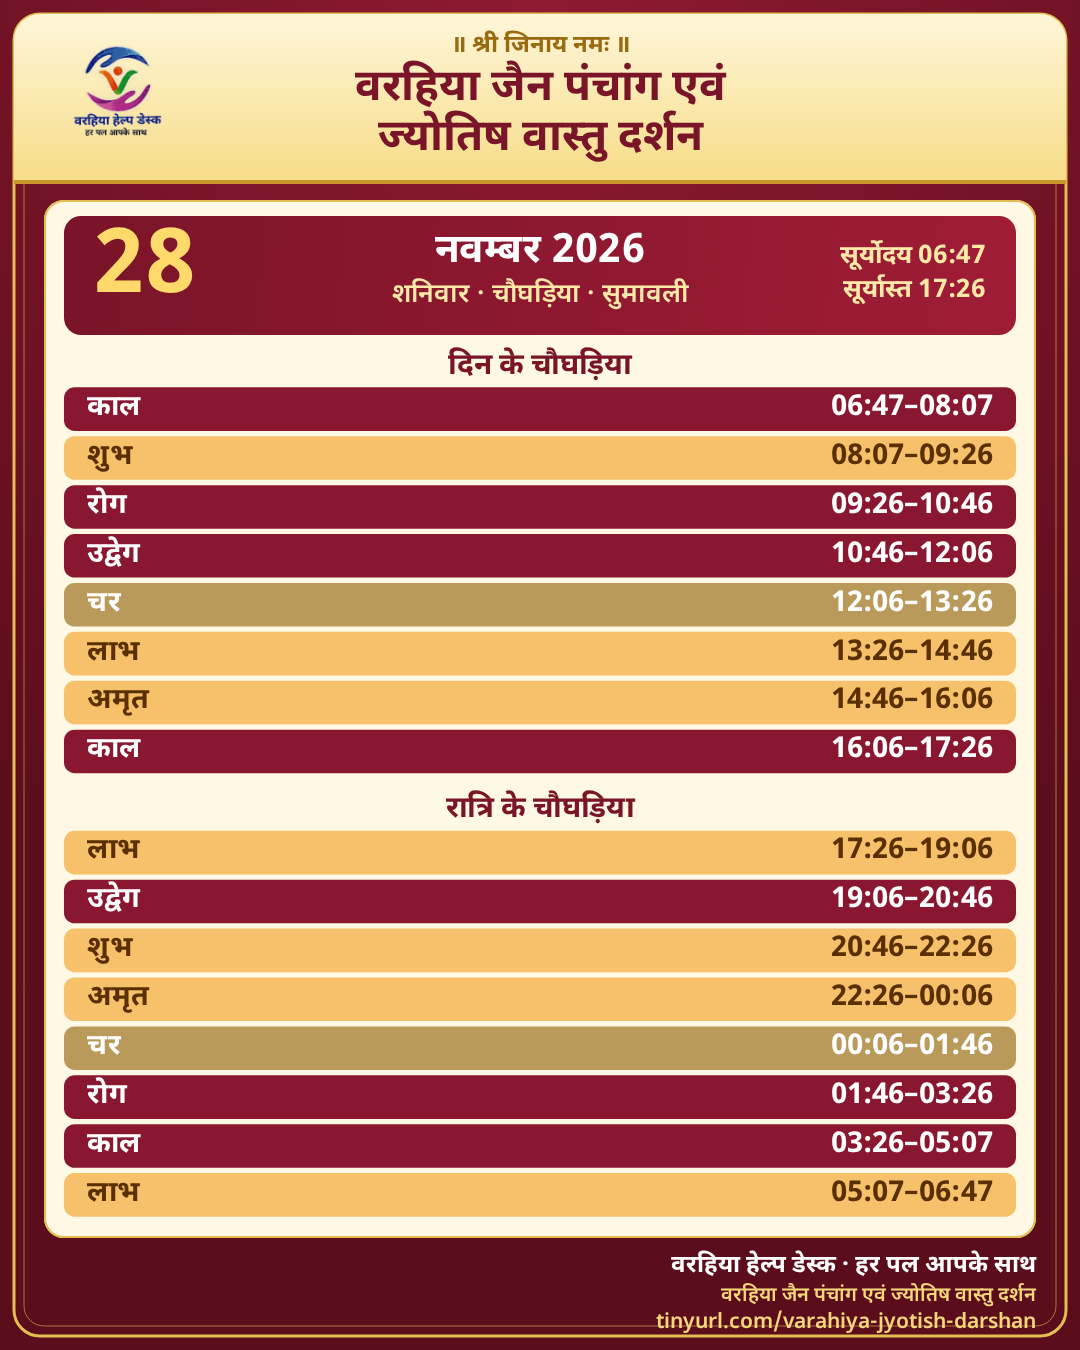 ॥ श्री जिनाय नमः ॥
वरहिया जैन पंचांग एवं
ज्योतिष वास्तु दर्शन
वरहिया हेल्प डेस्क
हर पल आपके साथ
28
नवम्बर 2026
शनिवार · चौघड़िया · सुमावली
सूर्योदय 06:47
सूर्यास्त 17:26
दिन के चौघड़िया
काल 06:47–08:07
शुभ 08:07–09:26
रोग 09:26–10:46
उद्वेग 10:46–12:06
चर 12:06–13:26
लाभ 13:26–14:46
अमृत 14:46–16:06
काल 16:06–17:26
रात्रि के चौघड़िया
लाभ 17:26–19:06
उद्वेग 19:06–20:46
शुभ 20:46–22:26
अमृत 22:26–00:06
चर 00:06–01:46
रोग 01:46–03:26
काल 03:26–05:07
लाभ 05:07–06:47
वरहिया हेल्प डेस्क · हर पल आपके साथ
वरहिया जैन पंचांग एवं ज्योतिष वास्तु दर्शन
tinyurl.com/varahiya-jyotish-darshan